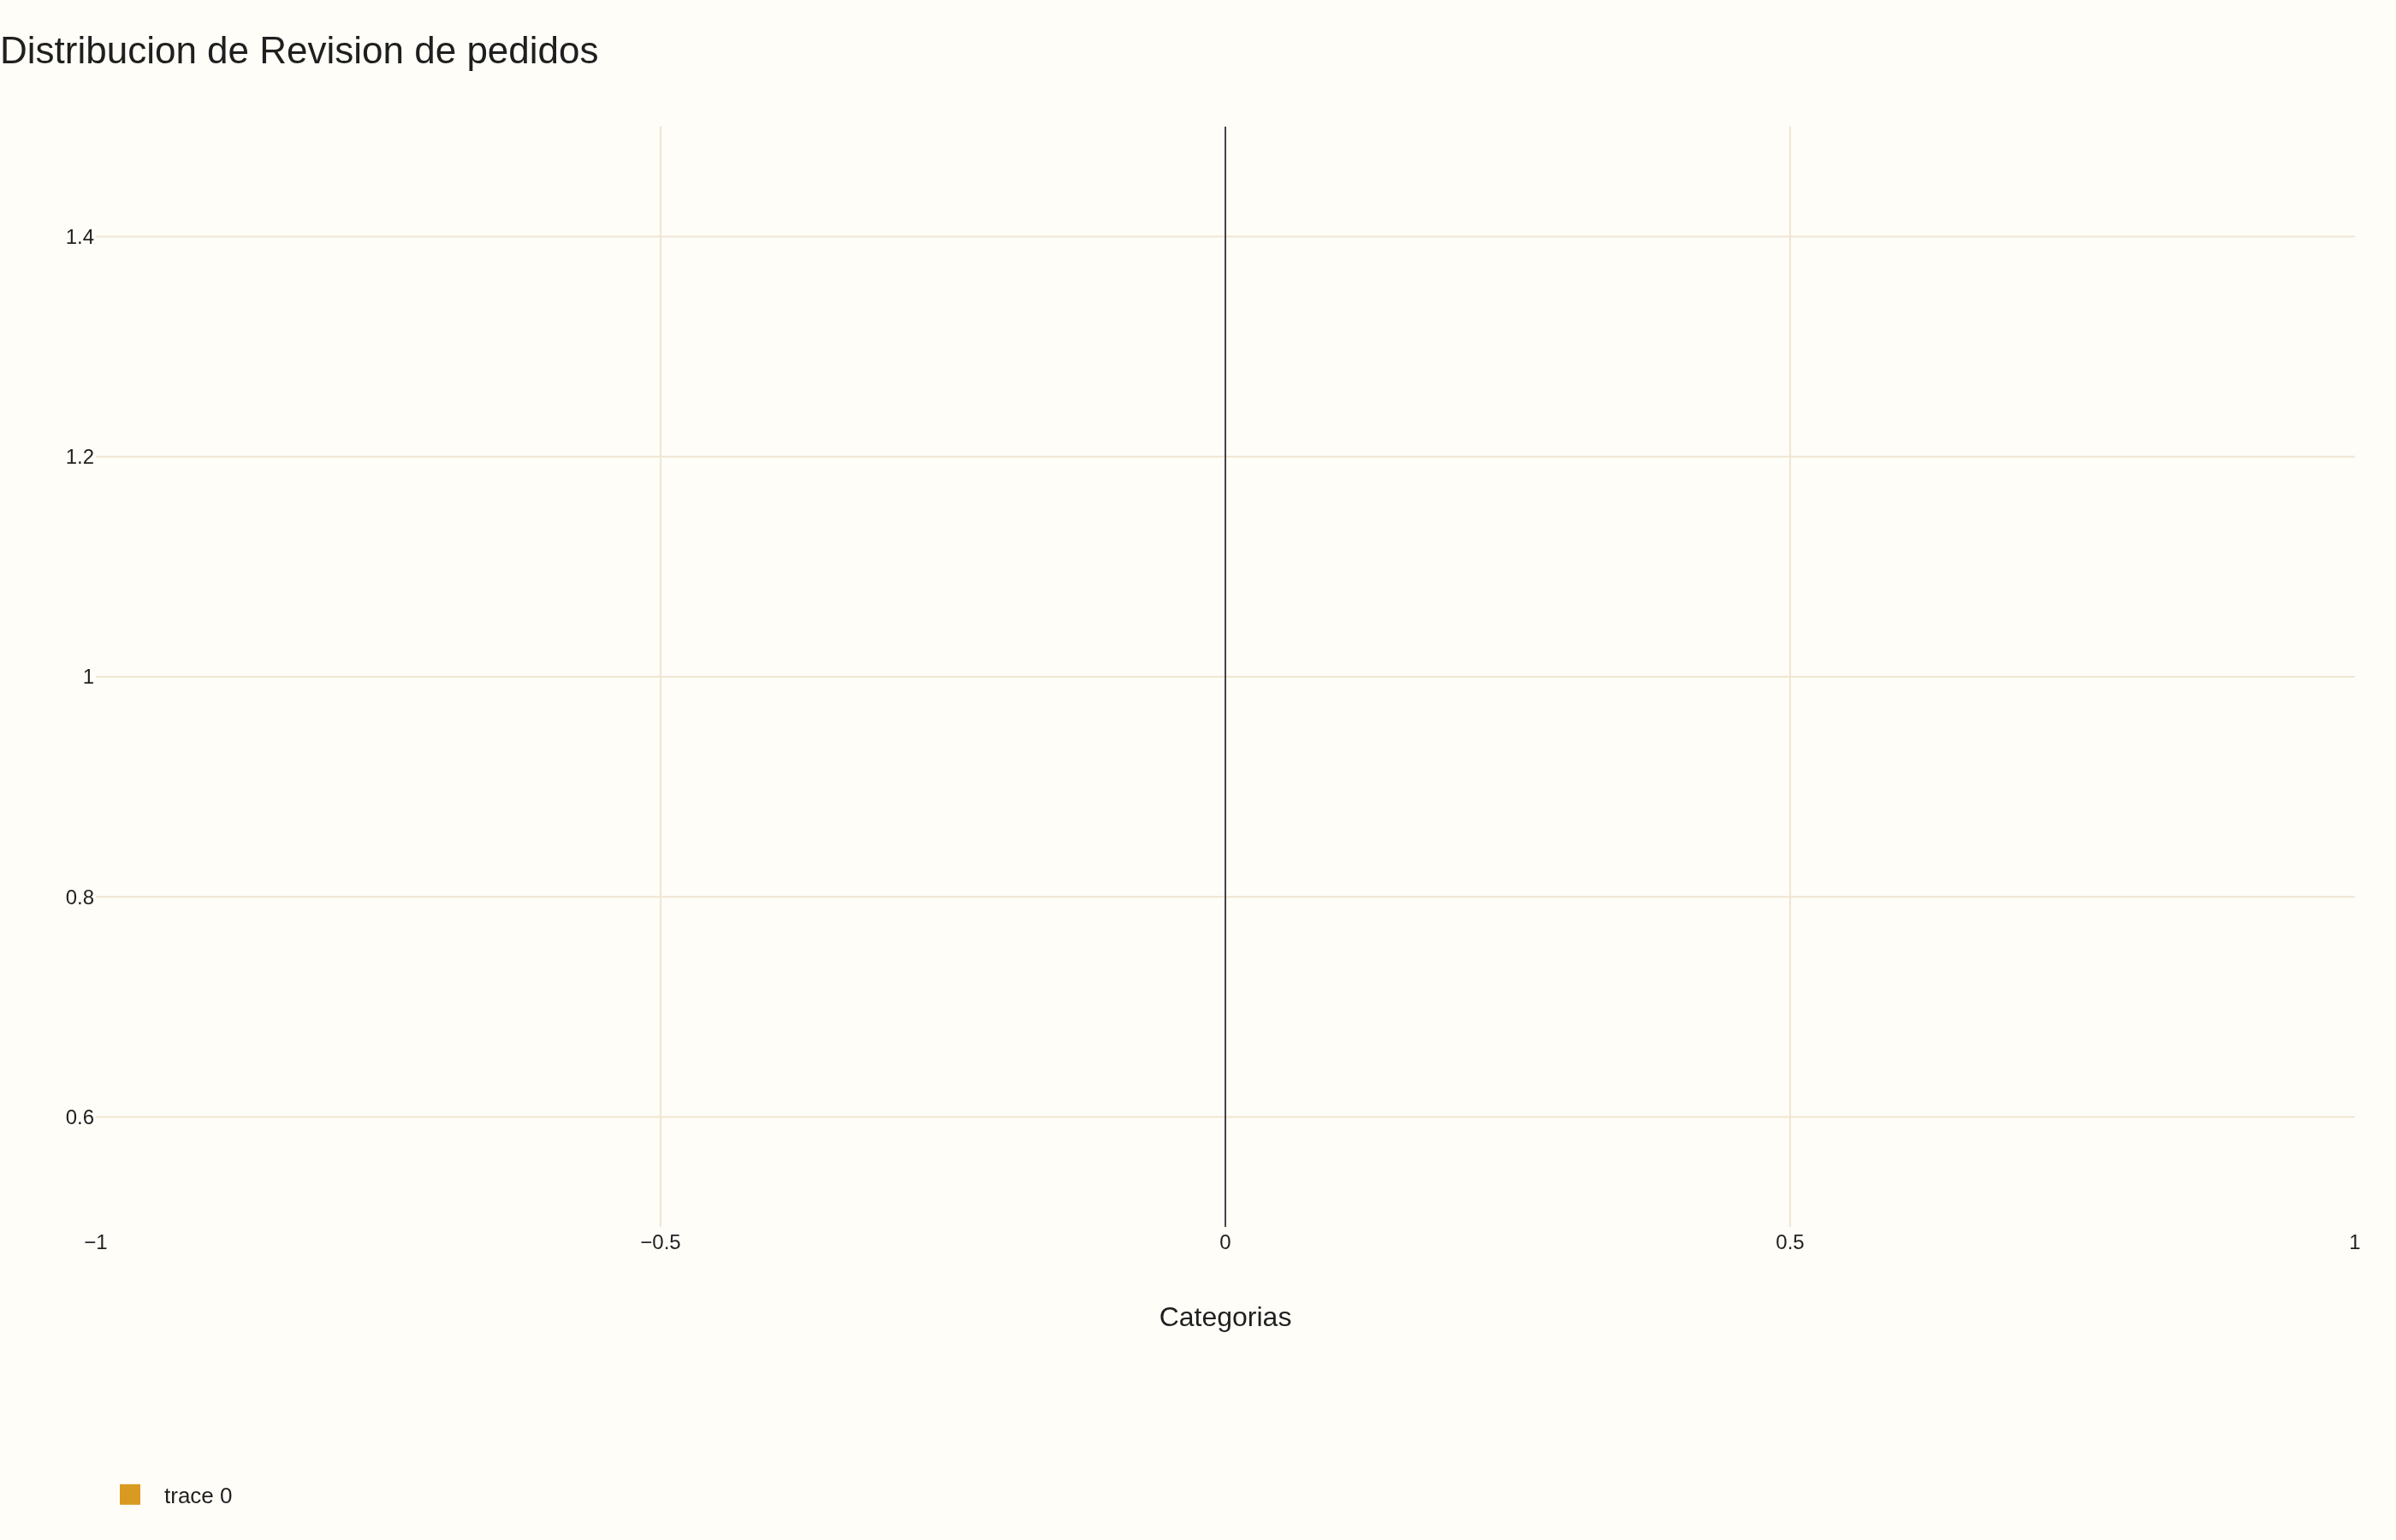 Distribucion de Revision de pedidos
1.4
1.2
1
0.8
0.6
−1 −0.5 0 0.5 1
Categorias
trace 0